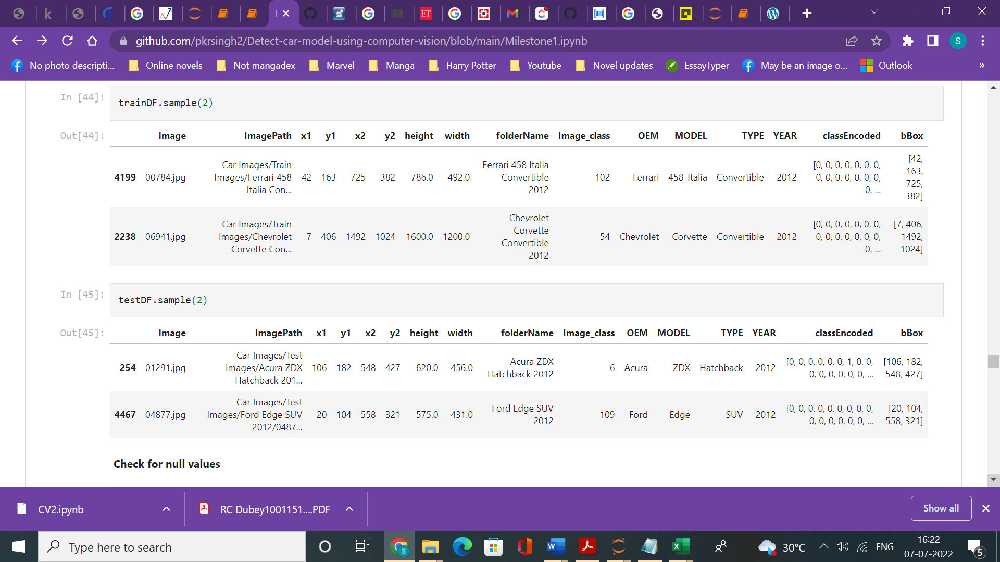 ET
github.com/pkrsingh2/Detect-car-model-using-computer-vision/blob/main/Milestone1.ipynb
S
No photo descripti... Online novels Not mangadex Marvel Manga Harry Potter Youtube Novel updates EssayTyper May be an image o... Outlook »
In [44]: trainDF.sample(2)
Out[44]: Image ImagePath x1 y1 x2 y2 height width folderName Image_class OEM MODEL TYPE YEAR classEncoded bBox
4199 00784.jpg Car Images/Train Images/Ferrari 458 Italia Con... 42 163 725 382 786.0 492.0 Ferrari 458 Italia Convertible 2012 102 Ferrari 458_Italia Convertible 2012 [0, 0, 0, 0, 0, 0, 0, 0, 0, 0, 0, 0, 0, 0, 0, ... [42, 163, 725, 382]
2238 06941.jpg Car Images/Train Images/Chevrolet Corvette Con... 7 406 1492 1024 1600.0 1200.0 Chevrolet Corvette Convertible 2012 54 Chevrolet Corvette Convertible 2012 [0, 0, 0, 0, 0, 0, 0, 0, 0, 0, 0, 0, 0, 0, 0, ... [7, 406, 1492, 1024]
In [45]: testDF.sample(2)
Out[45]: Image ImagePath x1 y1 x2 y2 height width folderName Image_class OEM MODEL TYPE YEAR classEncoded bBox
254 01291.jpg Car Images/Test Images/Acura ZDX Hatchback 201... 106 182 548 427 620.0 456.0 Acura ZDX Hatchback 2012 6 Acura ZDX Hatchback 2012 [0, 0, 0, 0, 0, 0, 1, 0, 0, 0, 0, 0, 0, 0, 0, ... [106, 182, 548, 427]
4467 04877.jpg Car Images/Test Images/Ford Edge SUV 2012/0487... 20 104 558 321 575.0 431.0 Ford Edge SUV 2012 109 Ford Edge SUV 2012 [0, 0, 0, 0, 0, 0, 0, 0, 0, 0, 0, 0, 0, 0, 0, ... [20, 104, 558, 321]
Check for null values
CV2.ipynb RC Dubey1001151....PDF Show all
Type here to search 30°C ENG 16:22
07-07-2022 5